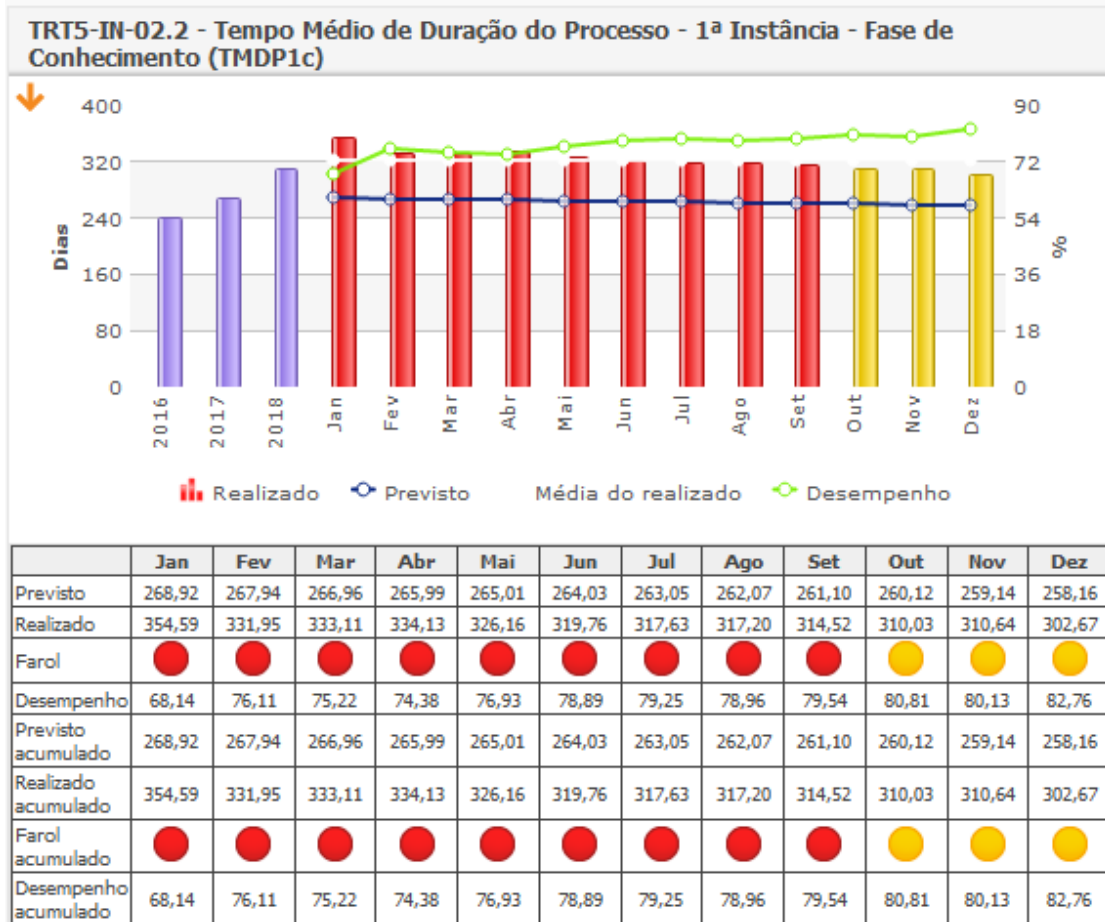 TRT5-IN-02.2 - Tempo Médio de Duração do Processo - 1ª Instância - Fase de
Conhecimento (TMDP1c)
400 90
320 72
240 54
160 36
80 18
0 0
Dias
%
2016 2017 2018 Jan Fev Mar Abr Mai Jun Jul Ago Set Out Nov Dez
Realizado Previsto Média do realizado Desempenho
Jan Fev Mar Abr Mai Jun Jul Ago Set Out Nov Dez
Previsto 268,92 267,94 266,96 265,99 265,01 264,03 263,05 262,07 261,10 260,12 259,14 258,16
Realizado 354,59 331,95 333,11 334,13 326,16 319,76 317,63 317,20 314,52 310,03 310,64 302,67
Farol
Desempenho 68,14 76,11 75,22 74,38 76,93 78,89 79,25 78,96 79,54 80,81 80,13 82,76
Previsto
acumulado 268,92 267,94 266,96 265,99 265,01 264,03 263,05 262,07 261,10 260,12 259,14 258,16
Realizado
acumulado 354,59 331,95 333,11 334,13 326,16 319,76 317,63 317,20 314,52 310,03 310,64 302,67
Farol
acumulado
Desempenho
acumulado 68,14 76,11 75,22 74,38 76,93 78,89 79,25 78,96 79,54 80,81 80,13 82,76